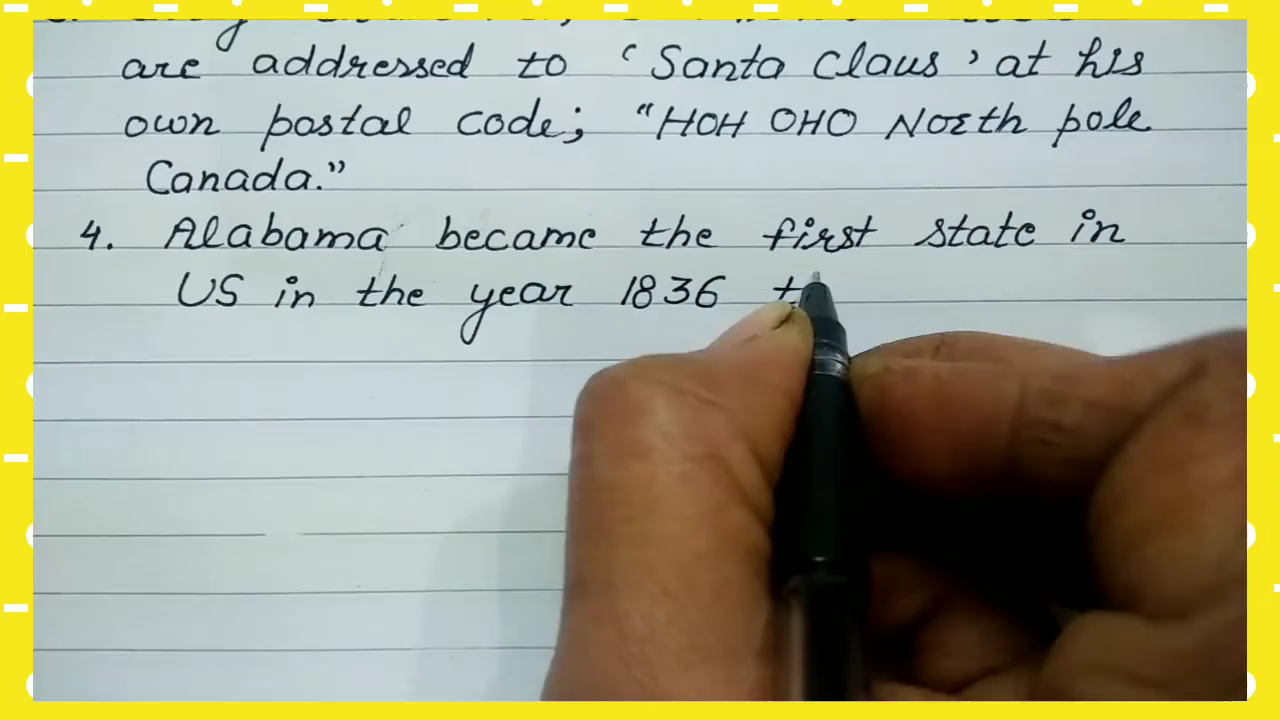 are addressed to ‘Santa Claus’ at his
own postal code; “HOH OHO North pole
Canada.”
4. Alabama became the first state in
US in the year 1836 t